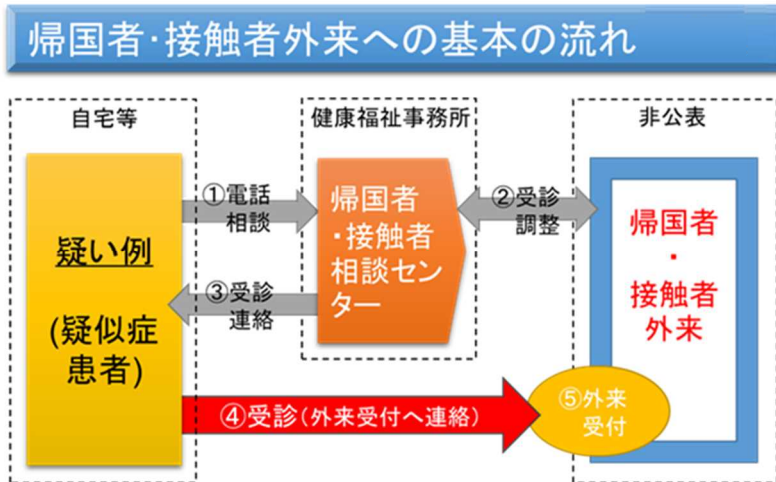 帰国者・接触者外来への基本の流れ
自宅等
健康福祉事務所
非公表
疑い例
(疑似症
患者)
①電話
相談
帰国者
・接触者
相談セン
ター
②受診
調整
帰国者
・
接触者
外来
③受診
連絡
④受診(外来受付へ連絡)
⑤外来
受付